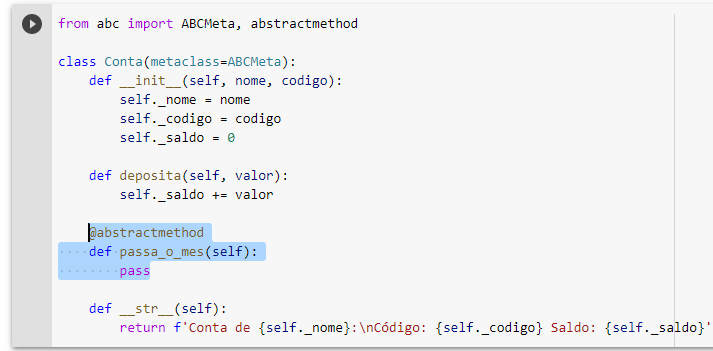 from abc import ABCMeta, abstractmethod
class Conta(metaclass=ABCMeta):
    def __init__(self, nome, codigo):
        self._nome = nome
        self._codigo = codigo
        self._saldo = 0
    def deposita(self, valor):
        self._saldo += valor
    @abstractmethod
    def passa_o_mes(self):
        pass
    def __str__(self):
        return f'Conta de {self._nome}:\nCódigo: {self._codigo} Saldo: {self._saldo}'